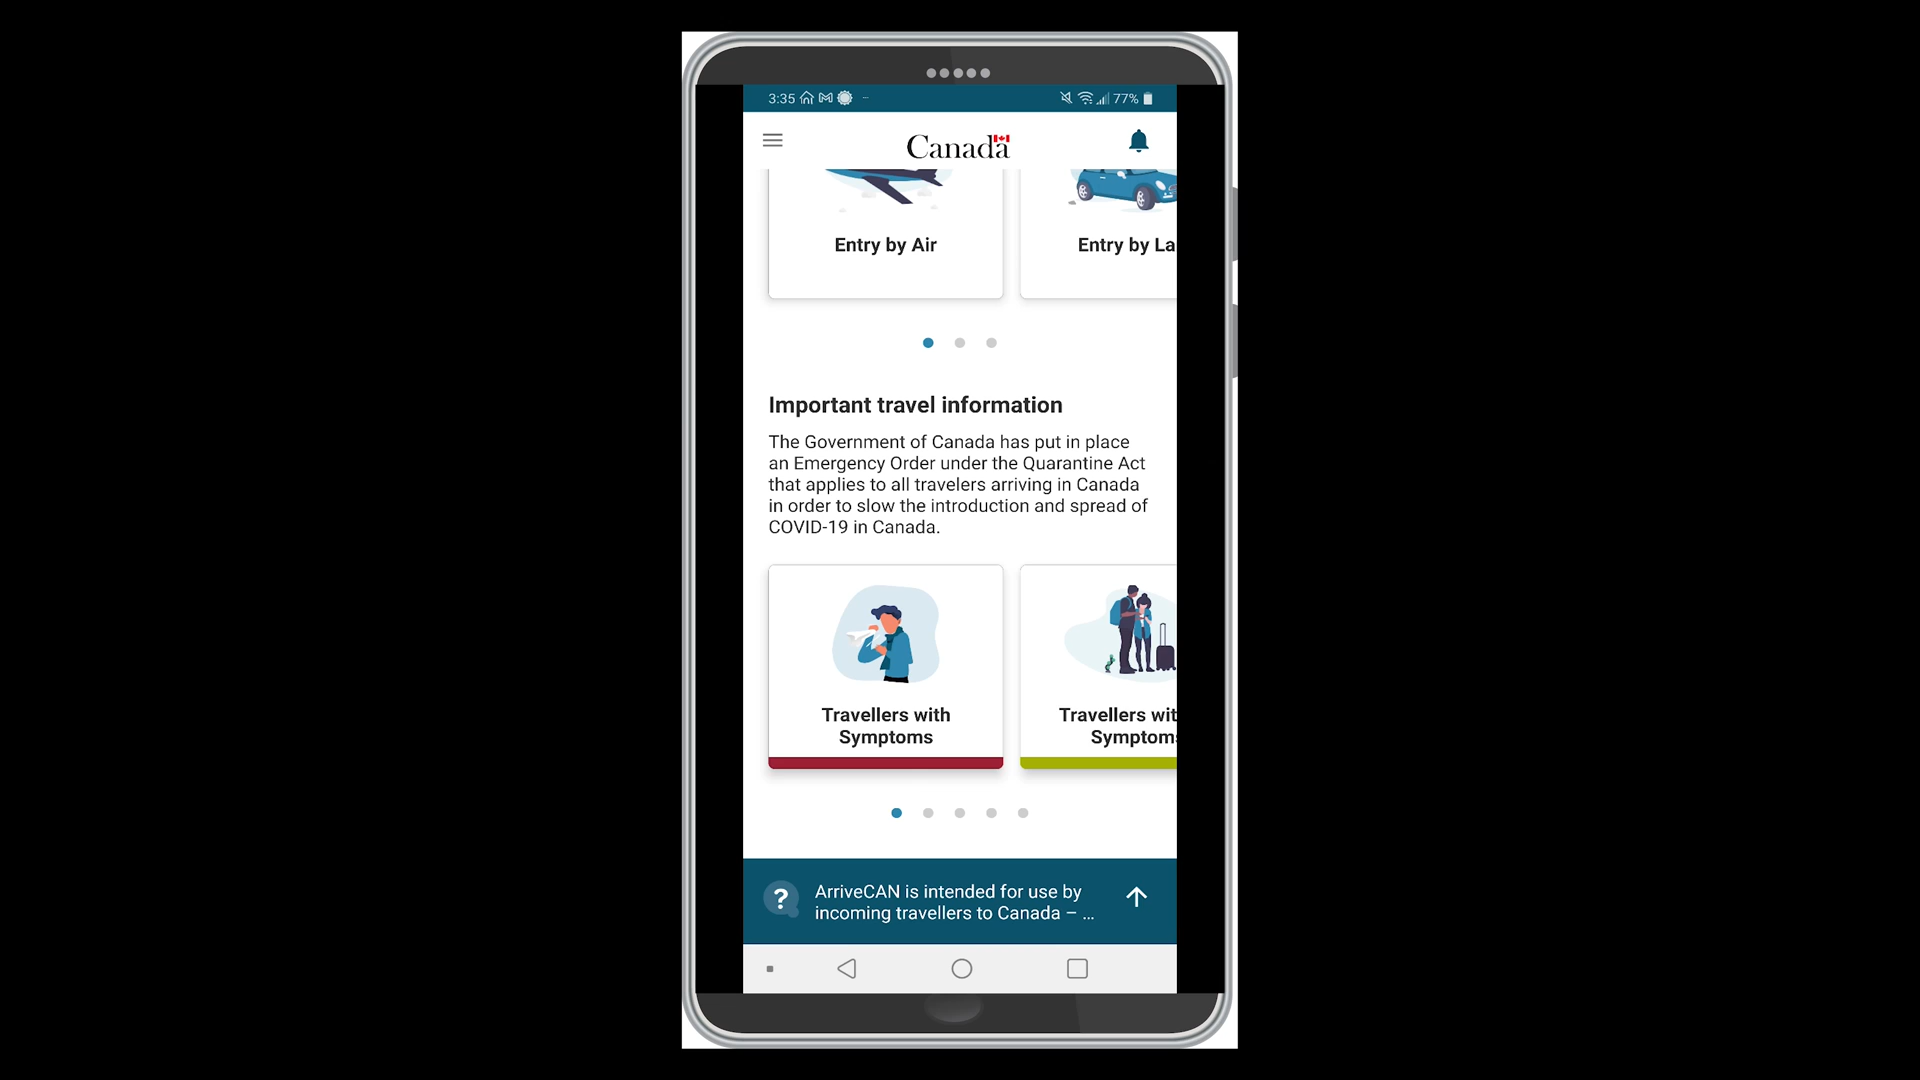 3:35
77%
Canada
Entry by Air
Entry by La
Important travel information
The Government of Canada has put in place
an Emergency Order under the Quarantine Act
that applies to all travelers arriving in Canada
in order to slow the introduction and spread of
COVID-19 in Canada.
Travellers with
Symptoms
Travellers wit
Symptoms
?
ArriveCAN is intended for use by
incoming travellers to Canada – ...